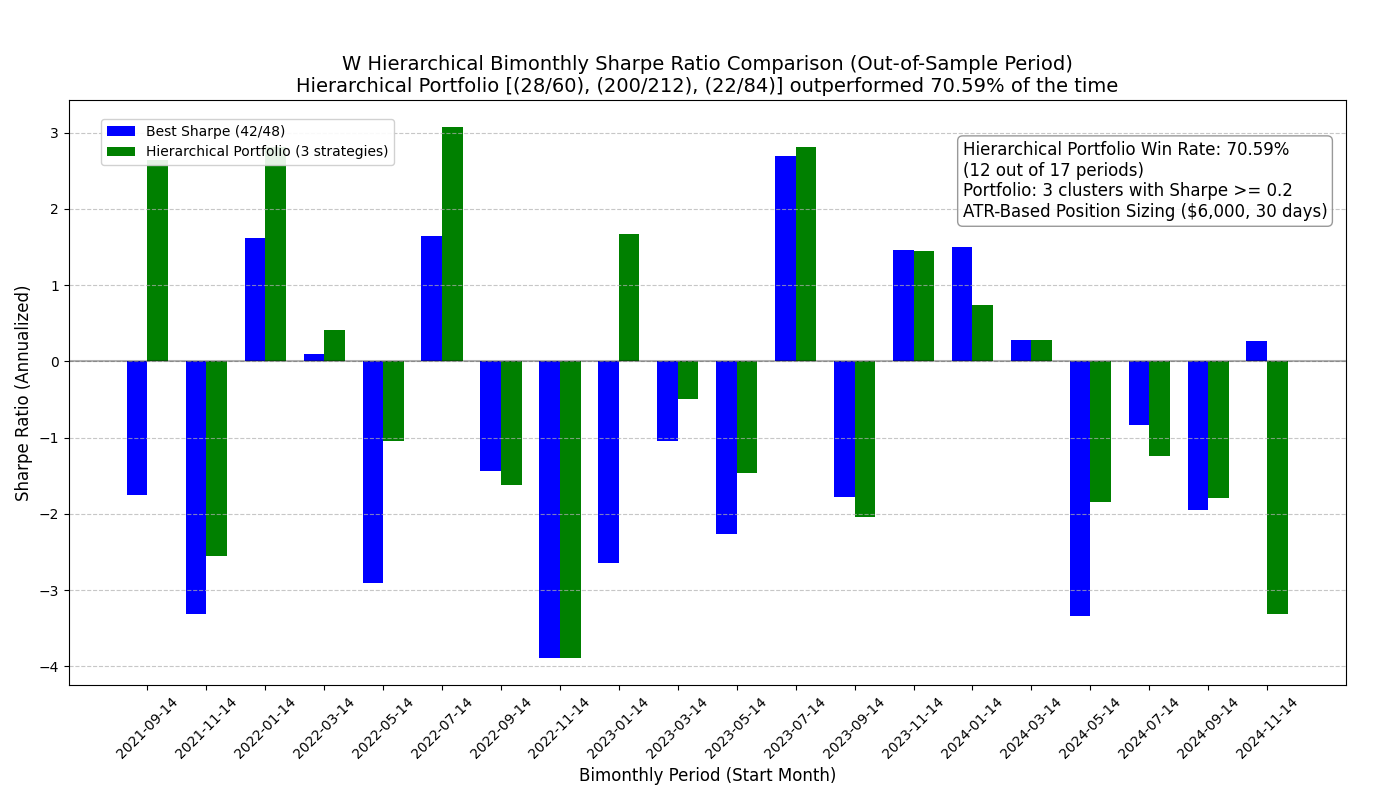 W Hierarchical Bimonthly Sharpe Ratio Comparison (Out-of-Sample Period)
Hierarchical Portfolio [(28/60), (200/212), (22/84)] outperformed 70.59% of the time
Best Sharpe (42/48)
Hierarchical Portfolio (3 strategies)
Hierarchical Portfolio Win Rate: 70.59%
(12 out of 17 periods)
Portfolio: 3 clusters with Sharpe >= 0.2
ATR-Based Position Sizing ($6,000, 30 days)
Sharpe Ratio (Annualized)
3
2
1
0
−1
−2
−3
−4
2021-09-14
2021-11-14
2022-01-14
2022-03-14
2022-05-14
2022-07-14
2022-09-14
2022-11-14
2023-01-14
2023-03-14
2023-05-14
2023-07-14
2023-09-14
2023-11-14
2024-01-14
2024-03-14
2024-05-14
2024-07-14
2024-09-14
2024-11-14
Bimonthly Period (Start Month)